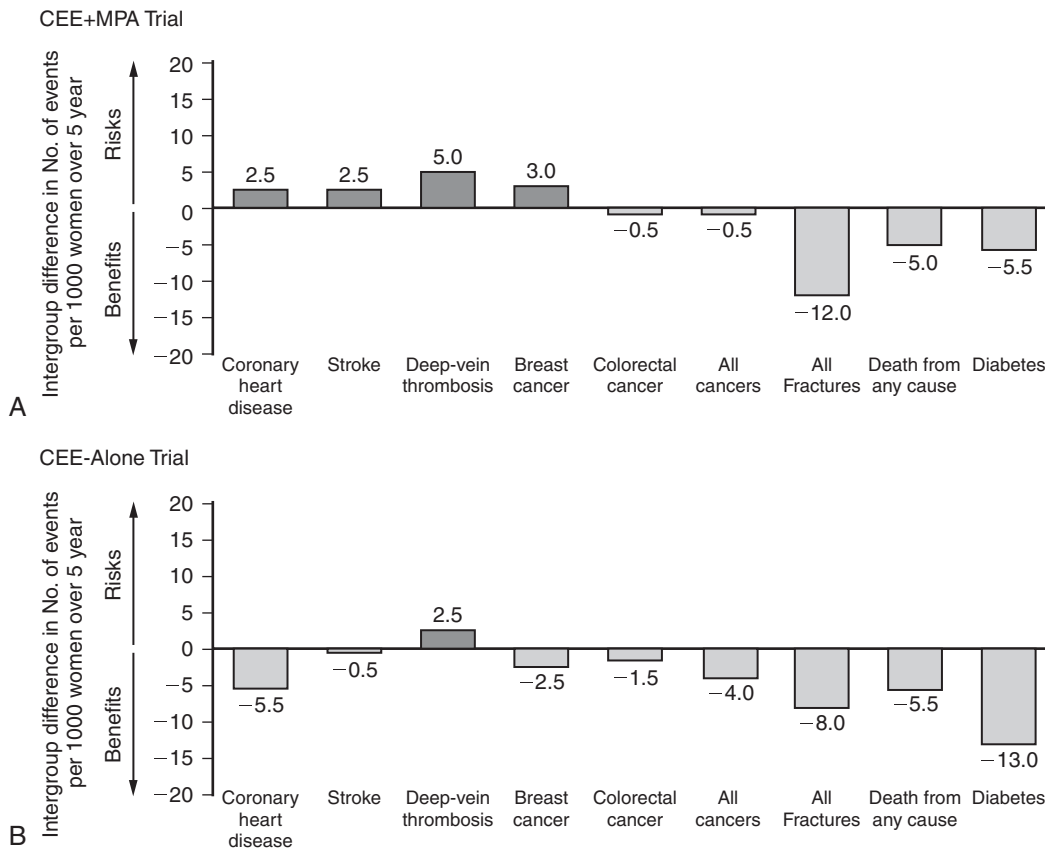 CEE+MPA Trial
Intergroup difference in No. of events
per 1000 women over 5 year
Risks
Benefits
20
15
10
5
0
−5
−10
−15
−20
2.5
2.5
5.0
3.0
−0.5
−0.5
−12.0
−5.0
−5.5
Coronary
heart
disease
Stroke
Deep-vein
thrombosis
Breast
cancer
Colorectal
cancer
All
cancers
All
Fractures
Death from
any cause
Diabetes
A
CEE-Alone Trial
Intergroup difference in No. of events
per 1000 women over 5 year
Risks
Benefits
20
15
10
5
0
−5
−10
−15
−20
−5.5
−0.5
2.5
−2.5
−1.5
−4.0
−8.0
−5.5
−13.0
Coronary
heart
disease
Stroke
Deep-vein
thrombosis
Breast
cancer
Colorectal
cancer
All
cancers
All
Fractures
Death from
any cause
Diabetes
B